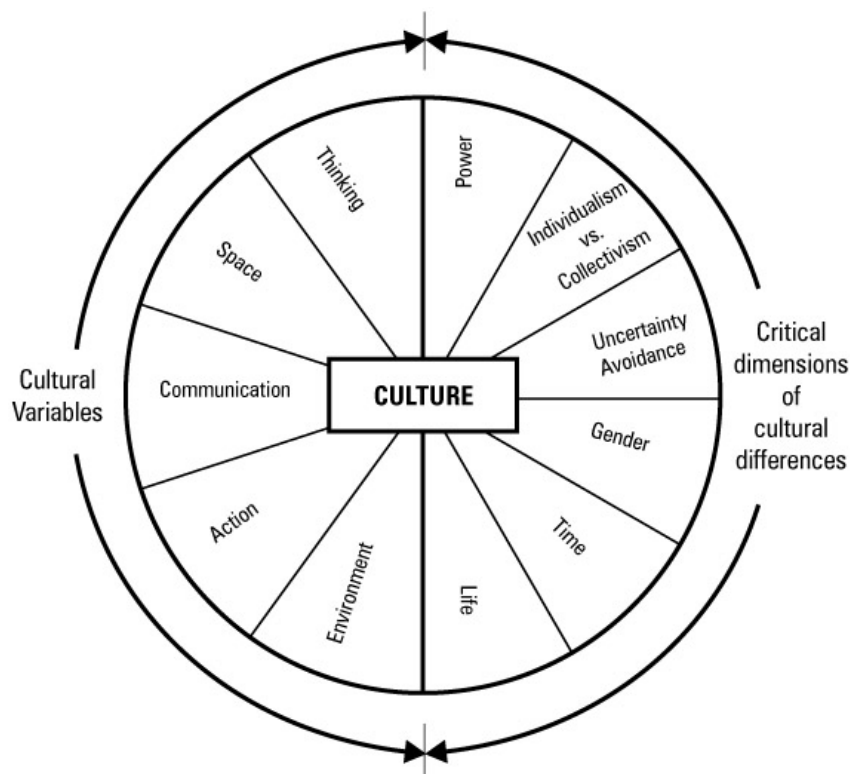 Thinking
Power
Space
Individualism
vs.
Collectivism
Cultural
Variables
Communication
CULTURE
Uncertainty
Avoidance
Critical
dimensions
of
cultural
differences
Gender
Action
Time
Environment
Life